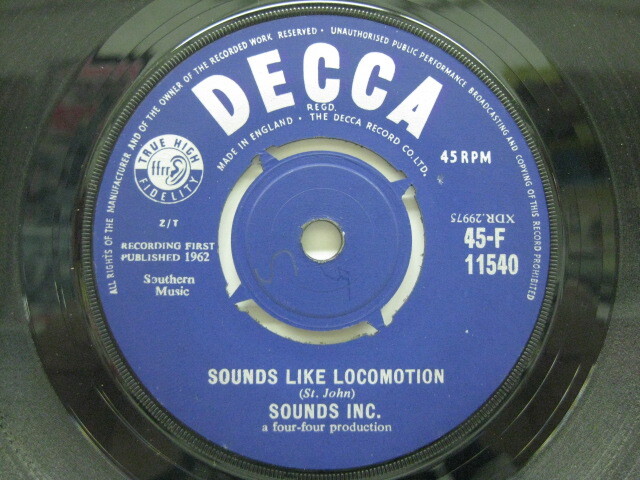 ALL RIGHTS OF THE MANUFACTURER AND OF THE OWNER OF THE RECORDED WORK RESERVED • UNAUTHORISED PUBLIC PERFORMANCE BROADCASTING AND COPYING OF THIS RECORD PROHIBITED
DECCA
REGD.
MADE IN ENGLAND • THE DECCA RECORD CO. LTD.
TRUE HIGH
ffrr
FIDELITY
45 RPM
Z/T
RECORDING FIRST
PUBLISHED 1962
Southern
Music
XDR.29975
45-F
11540
SOUNDS LIKE LOCOMOTION
(St. John)
SOUNDS INC.
a four-four production